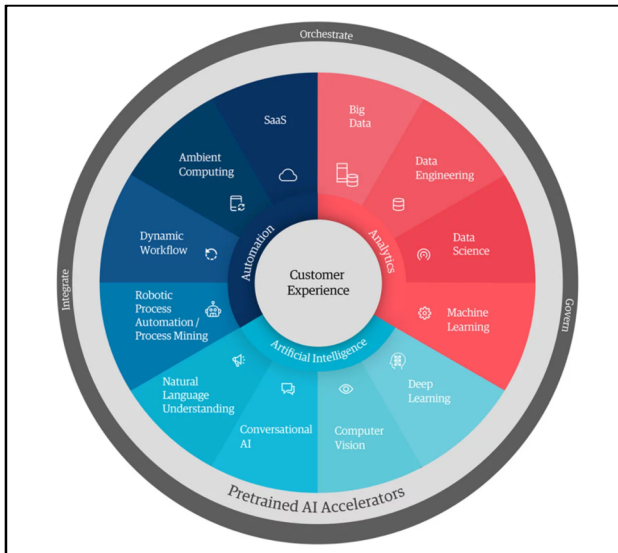 Orchestrate
SaaS
Big
Data
Ambient
Computing
Data
Engineering
Dynamic
Workflow
Automation
Analytics
Data
Science
Integrate
Customer
Experience
Govern
Robotic
Process
Automation /
Process Mining
Machine
Learning
Artificial Intelligence
Natural
Language
Understanding
Deep
Learning
Conversational
AI
Computer
Vision
Pretrained AI Accelerators